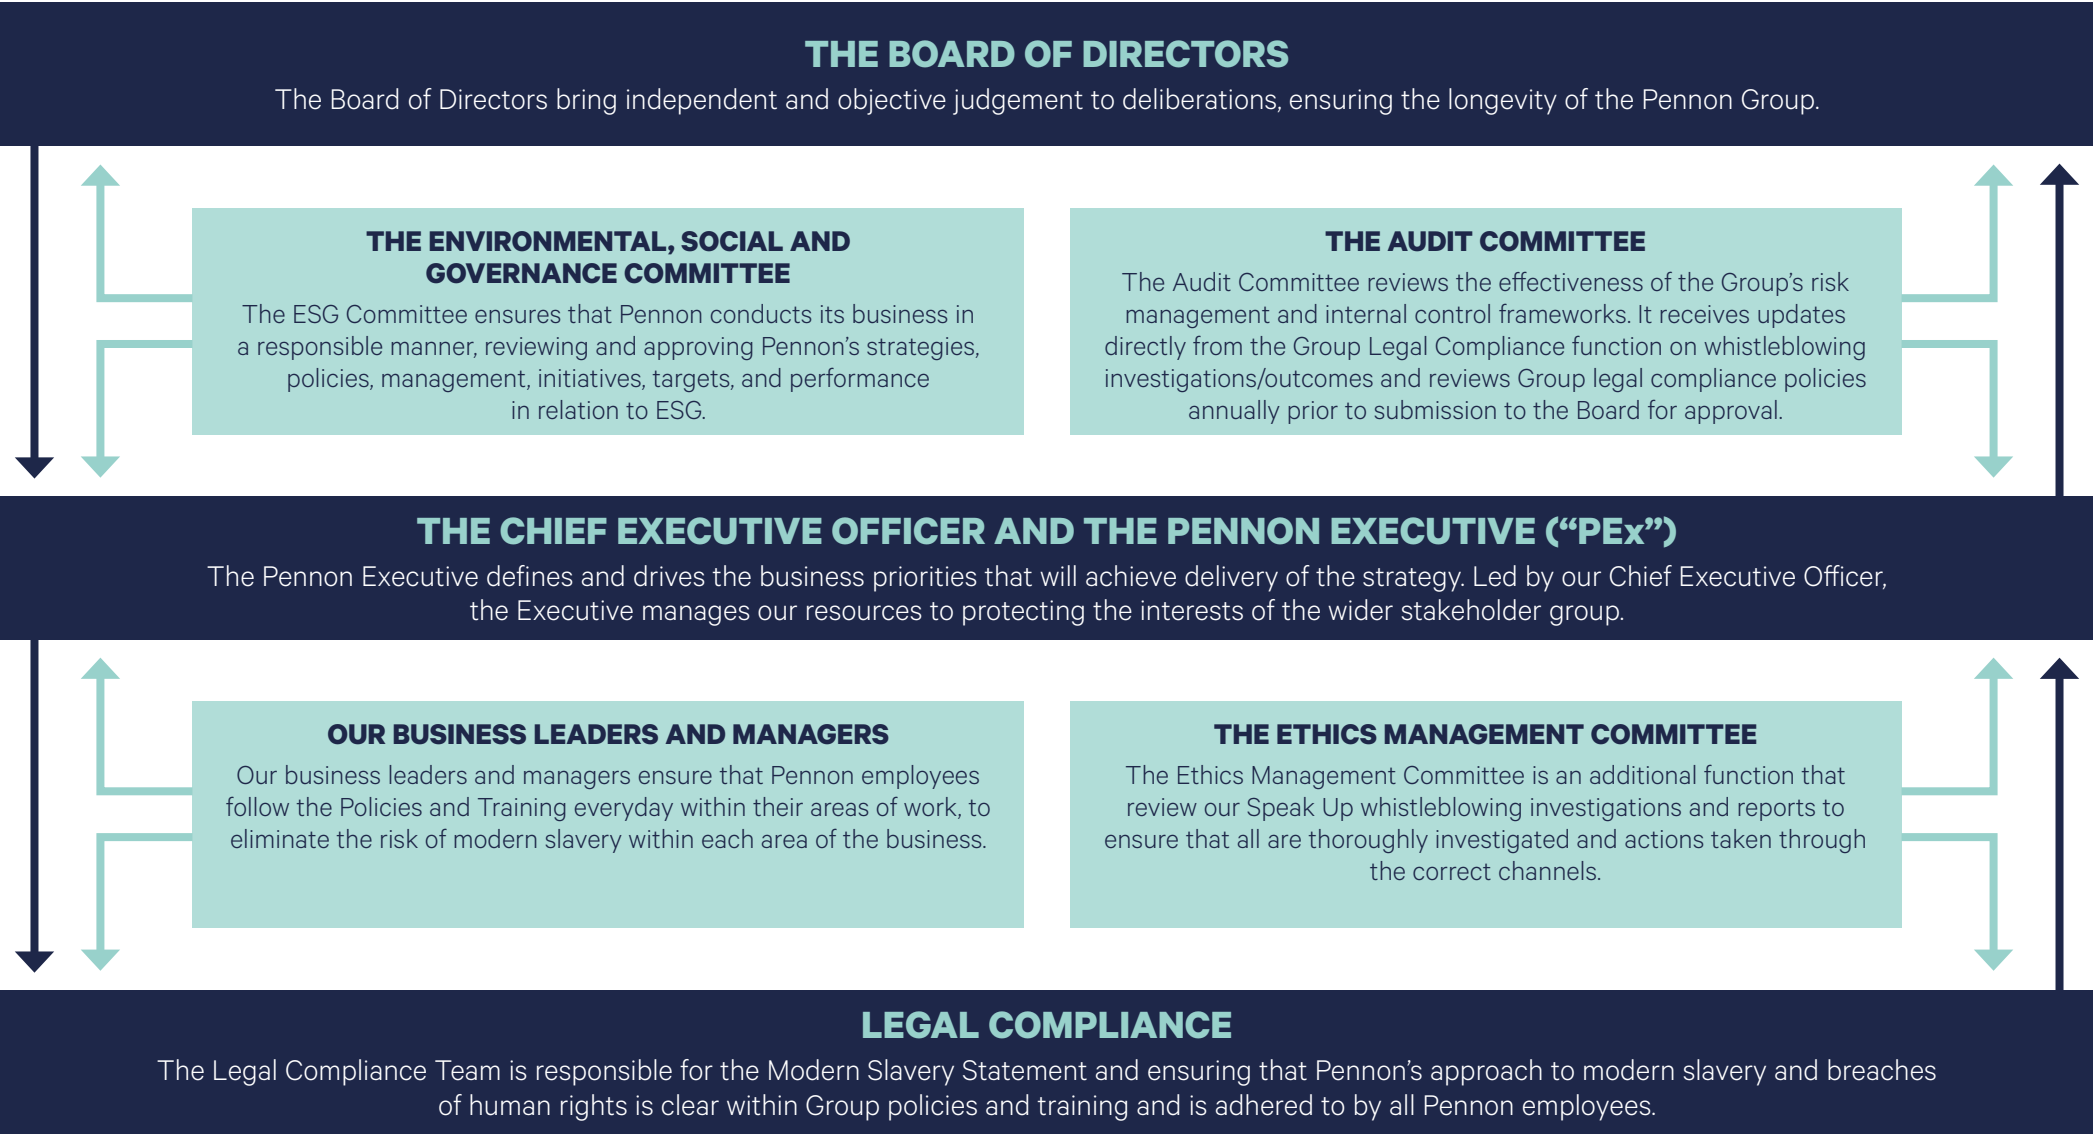 THE BOARD OF DIRECTORS
The Board of Directors bring independent and objective judgement to deliberations, ensuring the longevity of the Pennon Group.
THE ENVIRONMENTAL, SOCIAL AND
GOVERNANCE COMMITTEE
The ESG Committee ensures that Pennon conducts its business in
a responsible manner, reviewing and approving Pennon’s strategies,
policies, management, initiatives, targets, and performance
in relation to ESG.
THE AUDIT COMMITTEE
The Audit Committee reviews the effectiveness of the Group’s risk
management and internal control frameworks. It receives updates
directly from the Group Legal Compliance function on whistleblowing
investigations/outcomes and reviews Group legal compliance policies
annually prior to submission to the Board for approval.
THE CHIEF EXECUTIVE OFFICER AND THE PENNON EXECUTIVE (“PEx”)
The Pennon Executive defines and drives the business priorities that will achieve delivery of the strategy. Led by our Chief Executive Officer,
the Executive manages our resources to protecting the interests of the wider stakeholder group.
OUR BUSINESS LEADERS AND MANAGERS
Our business leaders and managers ensure that Pennon employees
follow the Policies and Training everyday within their areas of work, to
eliminate the risk of modern slavery within each area of the business.
THE ETHICS MANAGEMENT COMMITTEE
The Ethics Management Committee is an additional function that
review our Speak Up whistleblowing investigations and reports to
ensure that all are thoroughly investigated and actions taken through
the correct channels.
LEGAL COMPLIANCE
The Legal Compliance Team is responsible for the Modern Slavery Statement and ensuring that Pennon’s approach to modern slavery and breaches
of human rights is clear within Group policies and training and is adhered to by all Pennon employees.